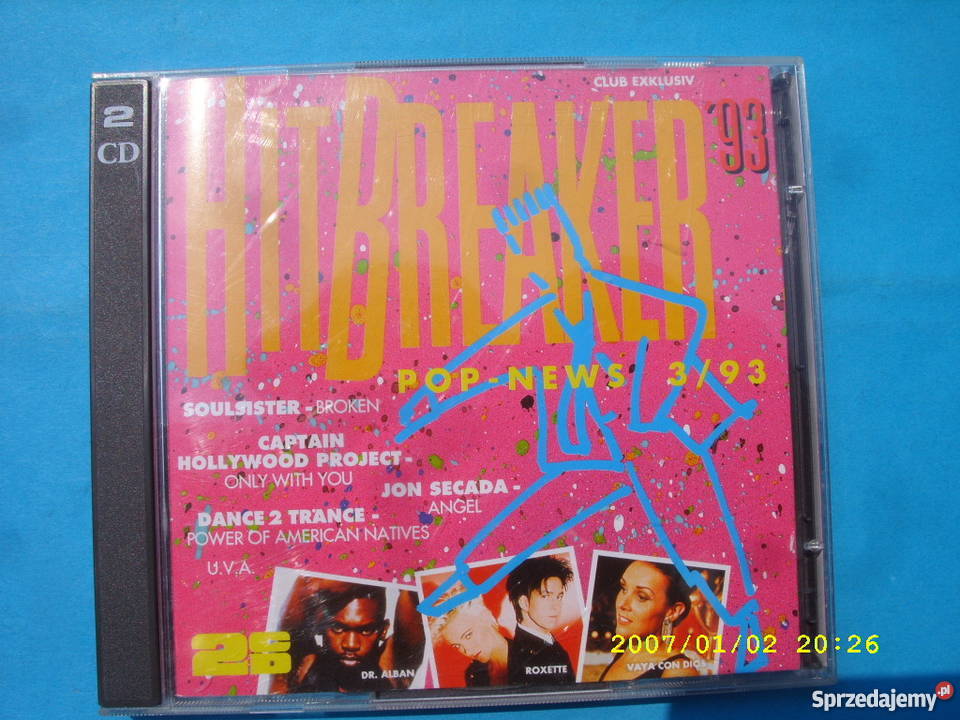 2
CD
CLUB EXKLUSIV
HITBREAKER '93
POP-NEWS 3/93
SOULSISTER - BROKEN
CAPTAIN
HOLLYWOOD PROJECT -
ONLY WITH YOU
JON SECADA -
ANGEL
DANCE 2 TRANCE -
POWER OF AMERICAN NATIVES
U.V.A.
2 CD
DR. ALBAN
ROXETTE
VAYA CON DIOS
2007/01/02 20:26
Sprzedajemy.pl